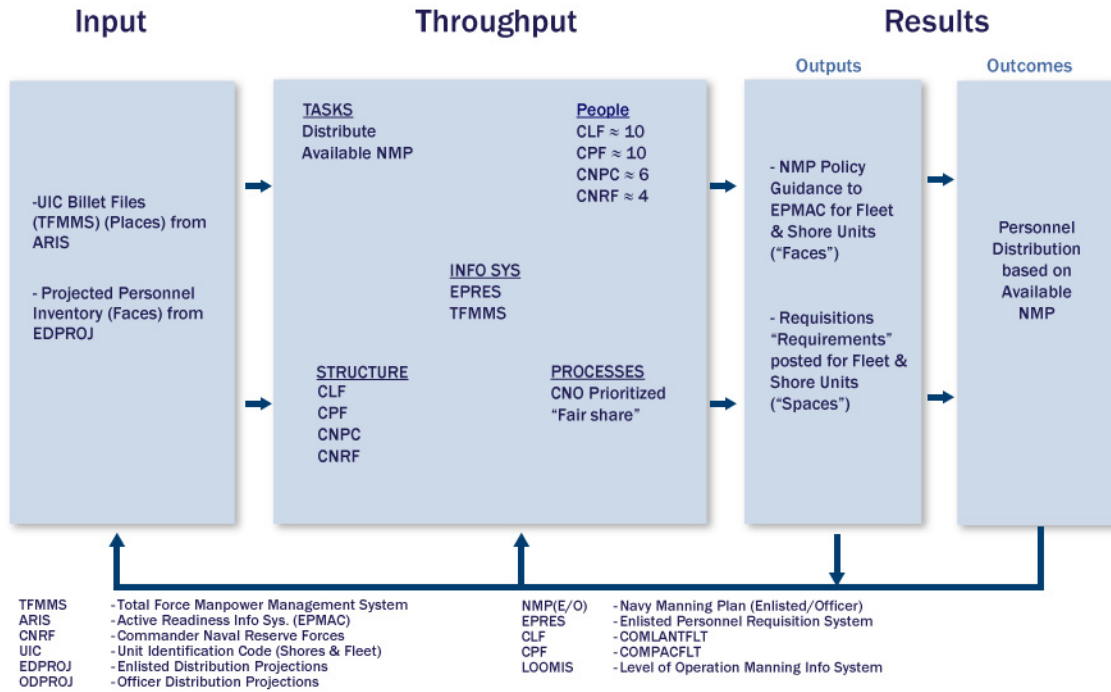 Input
Throughput
Results
Outputs
Outcomes
-UIC Billet Files
(TFMMS) (Places) from
ARIS
- Projected Personnel
Inventory (Faces) from
EDPROJ
TASKS
Distribute
Available NMP
People
CLF ≈ 10
CPF ≈ 10
CNPC ≈ 6
CNRF ≈ 4
INFO SYS
EPRES
TFMMS
STRUCTURE
CLF
CPF
CNPC
CNRF
PROCESSES
CNO Prioritized
“Fair share”
- NMP Policy
Guidance to
EPMAC for Fleet
& Shore Units
(“Faces”)
- Requisitions
“Requirements”
posted for Fleet &
Shore Units
(“Spaces”)
Personnel
Distribution
based on
Available
NMP
TFMMS - Total Force Manpower Management System
ARIS - Active Readiness Info Sys. (EPMAC)
CNRF - Commander Naval Reserve Forces
UIC - Unit Identification Code (Shores & Fleet)
EDPROJ - Enlisted Distribution Projections
ODPROJ - Officer Distribution Projections
NMP(E/O) - Navy Manning Plan (Enlisted/Officer)
EPRES - Enlisted Personnel Requisition System
CLF - COMLANTFLT
CPF - COMPACFLT
LOOMIS - Level of Operation Manning Info System